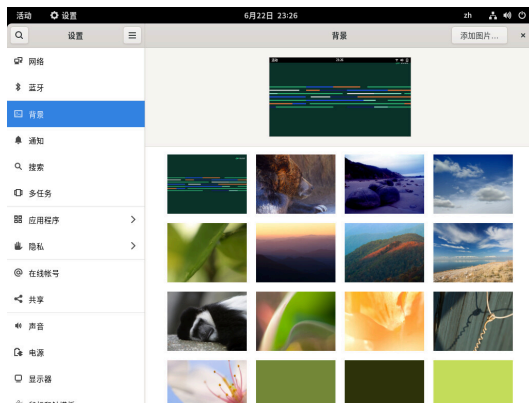 活动 设置 6月22日 23:26 zh
设置 背景 添加图片...
网络
蓝牙
背景
通知
搜索
多任务
应用程序
隐私
在线帐号
共享
声音
电源
显示器